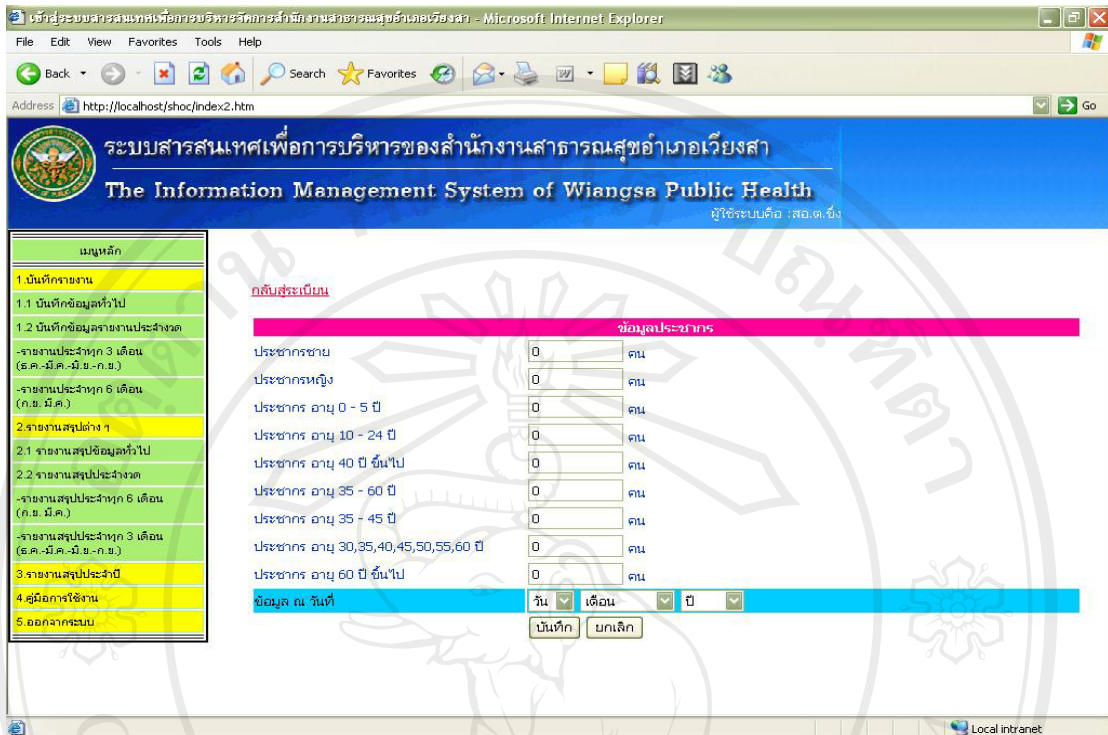 เข้าสู่ระบบสารสนเทศเพื่อการบริหารจัดการสำนักงานสาธารณสุขอำเภอเวียงสา - Microsoft Internet Explorer
File Edit View Favorites Tools Help
Back Search Favorites
Address http://localhost/shoc/index2.htm Go
ระบบสารสนเทศเพื่อการบริหารของสำนักงานสาธารณสุขอำเภอเวียงสา
The Information Management System of Wiangsa Public Health
ผู้ใช้ระบบคือ :สอ.ต.ขึ่ง
เมนูหลัก
1.บันทึกรายงาน
1.1 บันทึกข้อมูลทั่วไป
1.2 บันทึกข้อมูลรายงานประจำงวด
-รายงานประจำทุก 3 เดือน
(ธ.ค.-มี.ค.-มิ.ย.-ก.ย.)
-รายงานประจำทุก 6 เดือน
(ก.ย. มี.ค.)
2.รายงานสรุปต่าง ๆ
2.1 รายงานสรุปข้อมูลทั่วไป
2.2 รายงานสรุปประจำงวด
-รายงานสรุปประจำทุก 6 เดือน
(ก.ย. มี.ค.)
-รายงานสรุปประจำทุก 3 เดือน
(ธ.ค.-มี.ค.-มิ.ย.-ก.ย.)
3.รายงานสรุปประจำปี
4.คู่มือการใช้งาน
5.ออกจากระบบ
กลับสู่ระเบียน
ข้อมูลประชากร
ประชากรชาย 0 คน
ประชากรหญิง 0 คน
ประชากร อายุ 0 - 5 ปี 0 คน
ประชากร อายุ 10 - 24 ปี 0 คน
ประชากร อายุ 40 ปี ขึ้นไป 0 คน
ประชากร อายุ 35 - 60 ปี 0 คน
ประชากร อายุ 35 - 45 ปี 0 คน
ประชากร อายุ 30,35,40,45,50,55,60 ปี 0 คน
ประชากร อายุ 60 ปี ขึ้นไป 0 คน
ข้อมูล ณ วันที่ วัน เดือน ปี
บันทึก ยกเลิก
Local intranet